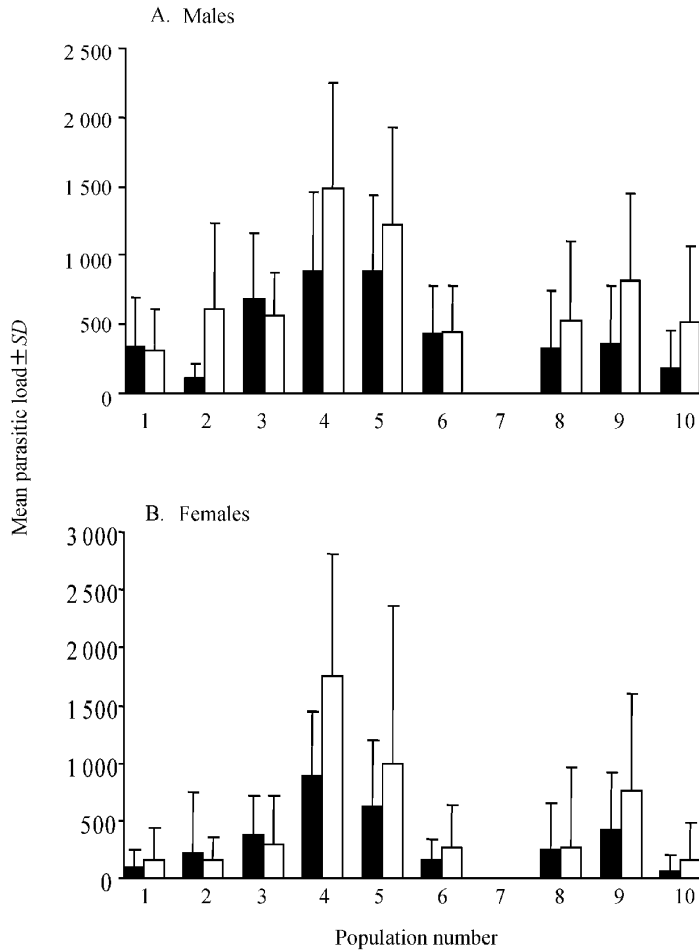 A. Males
2 500
2 000
1 500
1 000
500
0
1 2 3 4 5 6 7 8 9 10
Mean parasitic load±SD
B. Females
3 000
2 500
2 000
1 500
1 000
500
0
1 2 3 4 5 6 7 8 9 10
Population number